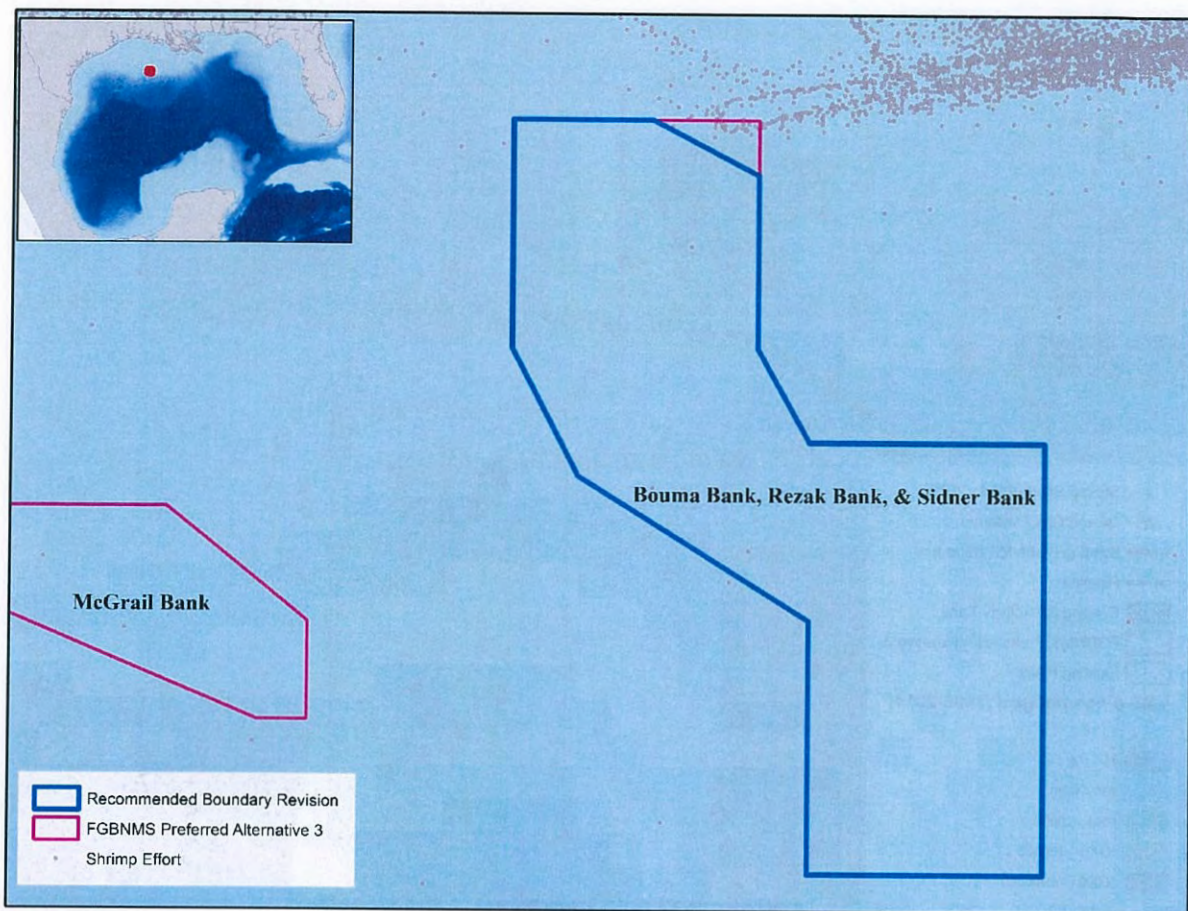 Bouma Bank, Rezak Bank, & Sidner Bank
McGrail Bank
Recommended Boundary Revision
FGBNMS Preferred Alternative 3
Shrimp Effort